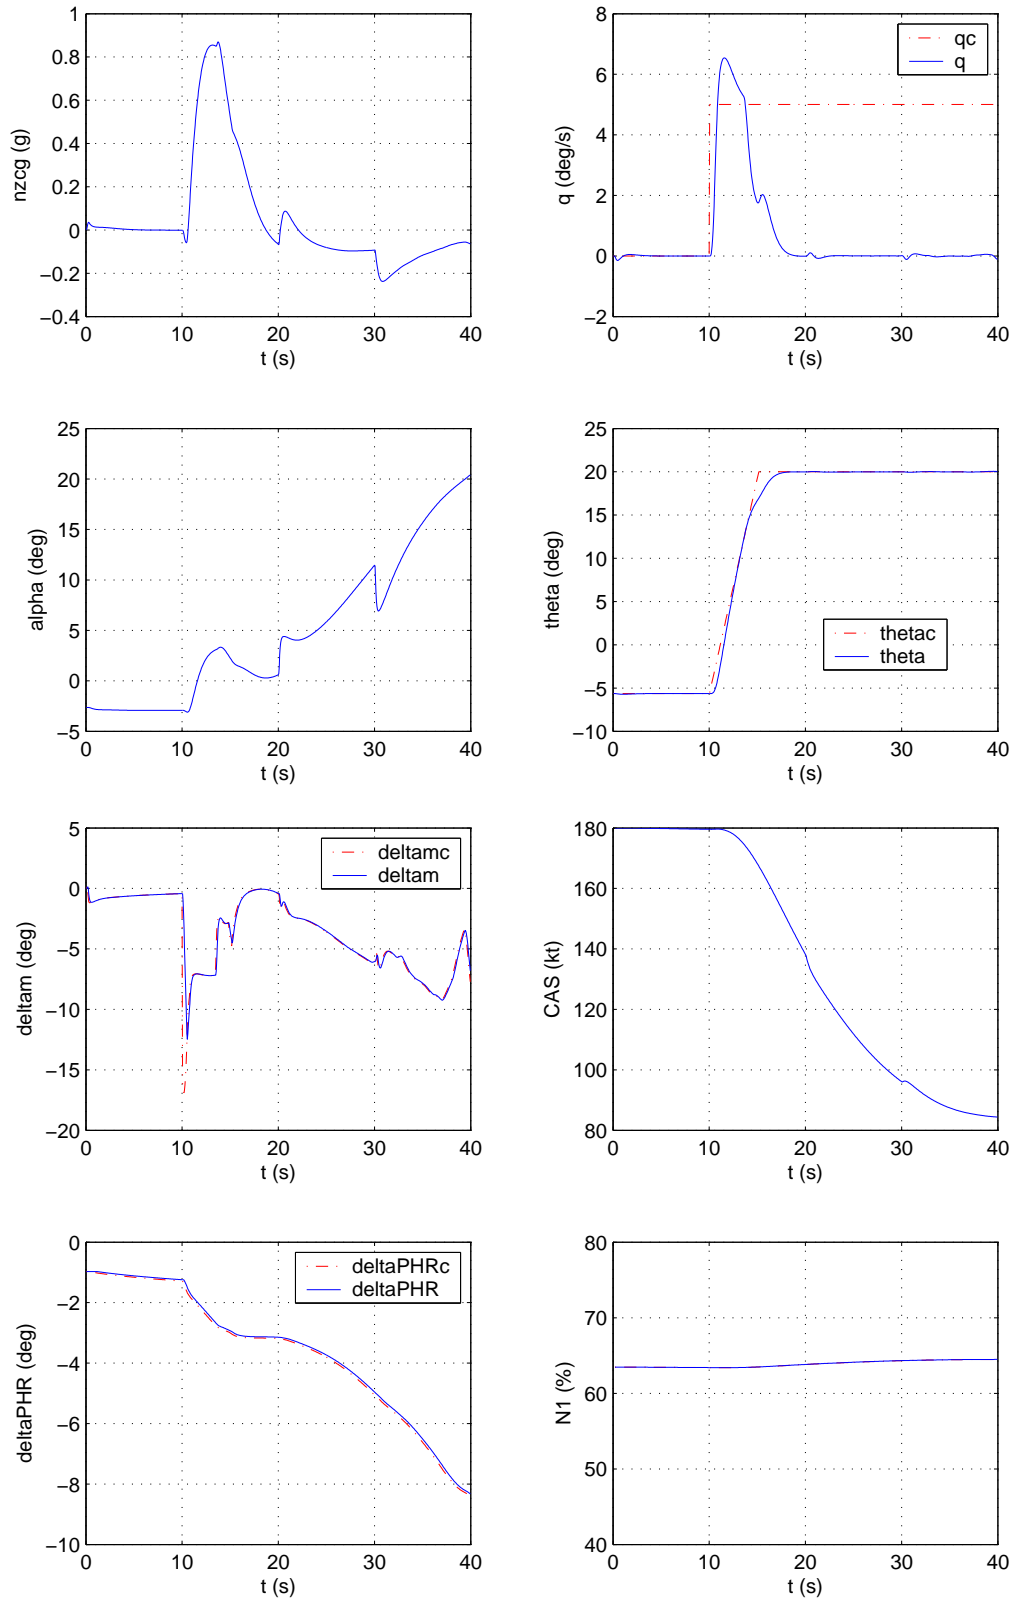 1
0.8
0.6
0.4
0.2
0
−0.2
−0.4
nzcg (g)
0 10 20 30 40
t (s)
8
6
4
2
0
−2
q (deg/s)
qc
q
0 10 20 30 40
t (s)
25
20
15
10
5
0
−5
alpha (deg)
0 10 20 30 40
t (s)
25
20
15
10
5
0
−5
−10
theta (deg)
thetac
theta
0 10 20 30 40
t (s)
5
0
−5
−10
−15
−20
deltam (deg)
deltamc
deltam
0 10 20 30 40
t (s)
180
160
140
120
100
80
CAS (kt)
0 10 20 30 40
t (s)
0
−2
−4
−6
−8
−10
deltaPHR (deg)
deltaPHRc
deltaPHR
0 10 20 30 40
t (s)
80
70
60
50
40
N1 (%)
0 10 20 30 40
t (s)